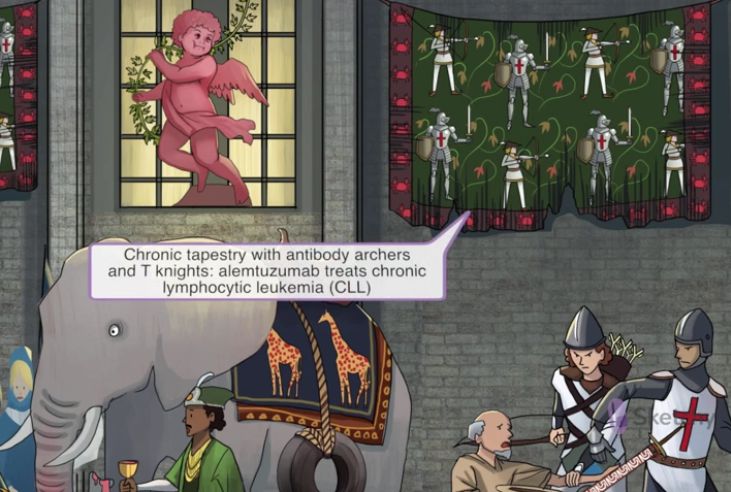 Chronic tapestry with antibody archers
and T knights: alemtuzumab treats chronic
lymphocytic leukemia (CLL)
Sketchy